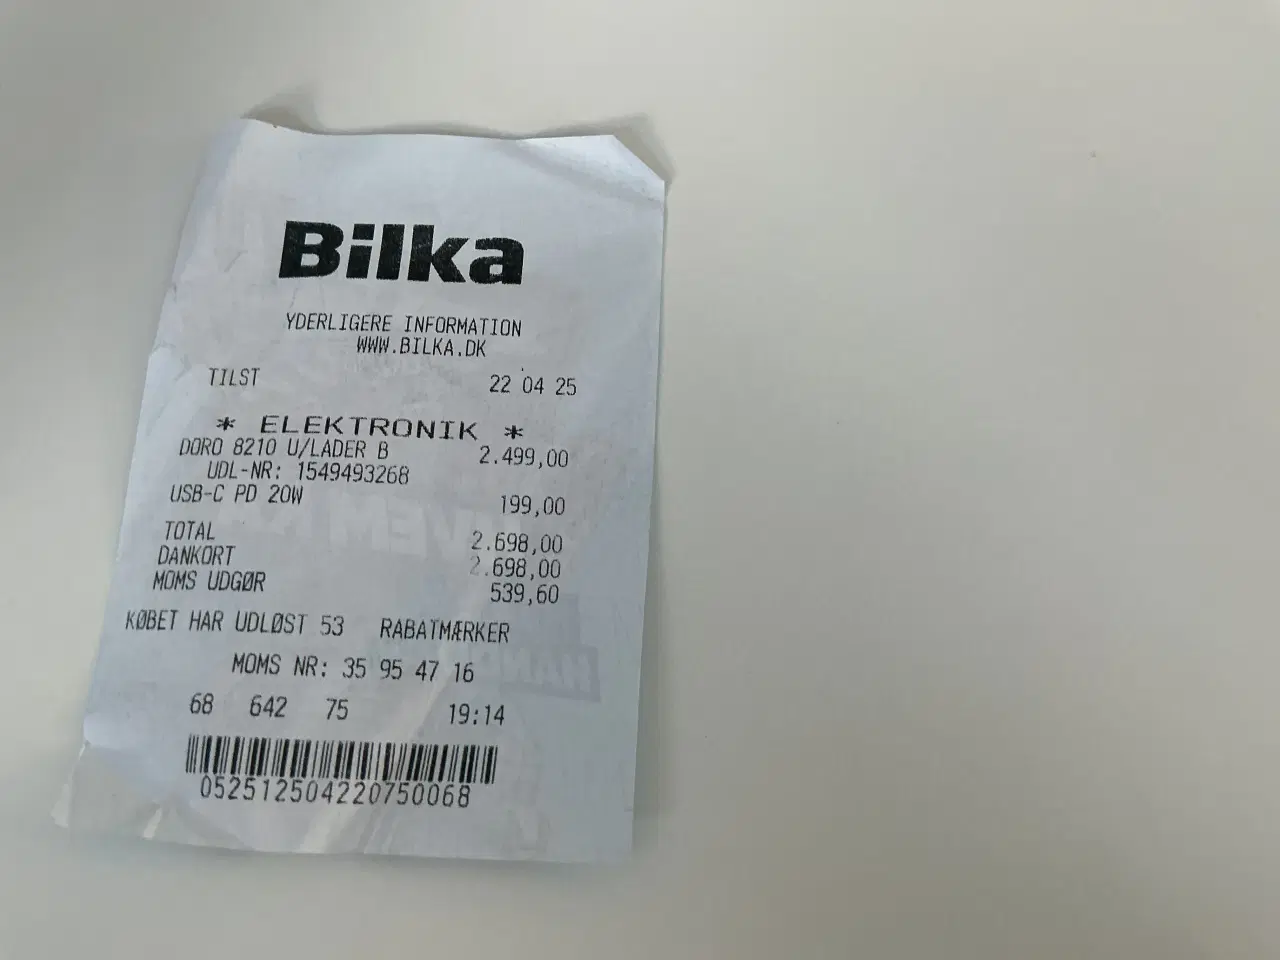 Bilka
YDERLIGERE INFORMATION
WWW.BILKA.DK
TILST 22 04 25
* ELEKTRONIK *
DORO 8210 U/LADER B 2.499,00
UDL-NR: 1549493268
USB-C PD 20W 199,00
TOTAL 2.698,00
DANKORT 2.698,00
MOMS UDGØR 539,60
KØBET HAR UDLØST 53 RABATMÆRKER
MOMS NR: 35 95 47 16
68 642 75 19:14
052512504220750068